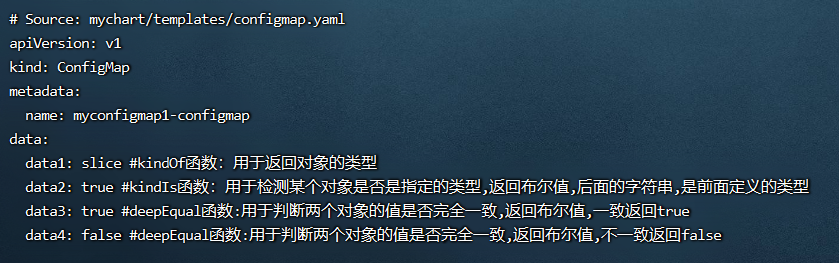 # Source: mychart/templates/configmap.yaml
apiVersion: v1
kind: ConfigMap
metadata:
  name: myconfigmap1-configmap
data:
  data1: slice #kindOf函数: 用于返回对象的类型
  data2: true #kindIs函数: 用于检测某个对象是否是指定的类型,返回布尔值,后面的字符串,是前面定义的类型
  data3: true #deepEqual函数:用于判断两个对象的值是否完全一致,返回布尔值,一致返回true
  data4: false #deepEqual函数:用于判断两个对象的值是否完全一致,返回布尔值,不一致返回false